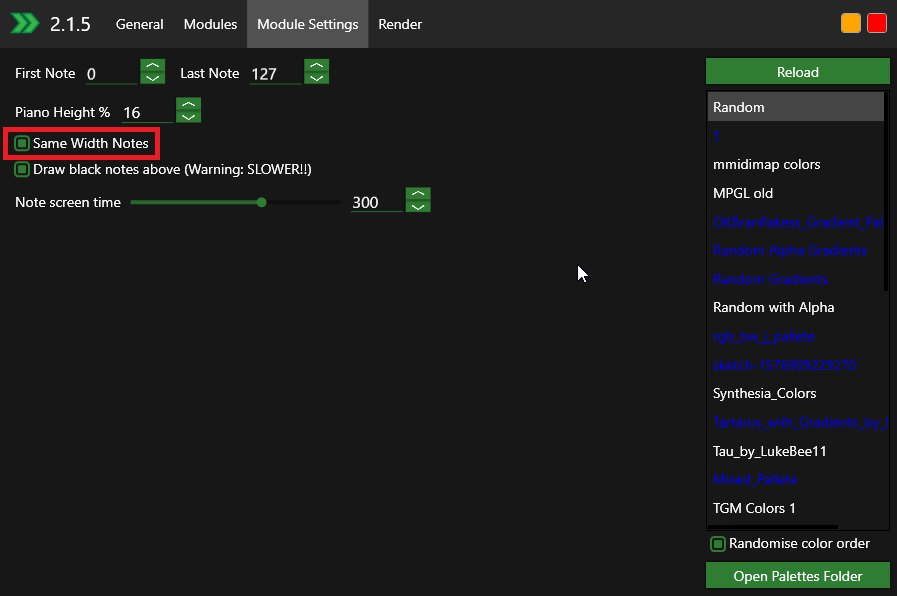 2.1.5 General Modules Module Settings Render
First Note 0 Last Note 127
Piano Height % 16
Same Width Notes
Draw black notes above (Warning: SLOWER!!)
Note screen time 300
Reload
Random
1
mmidimap colors
MPGL old
Random Alpha Gradients
Random Gradients
Random with Alpha
rgb_bw_i_pallete
sketch-1576909229270
Synthesia_Colors
Tartarus_with_Gradients_by_
Tau_by_LukeBee11
Mixed_Pallete
TGM Colors 1
Randomise color order
Open Palettes Folder